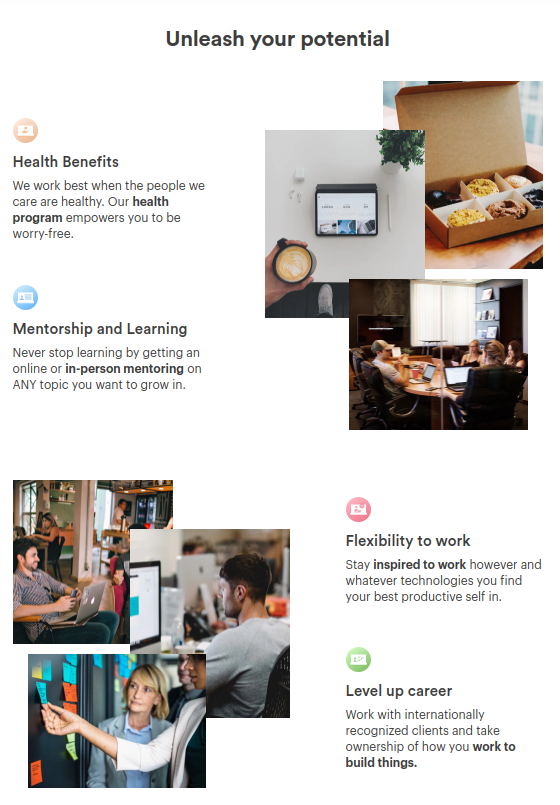 Unleash your potential
Health Benefits
We work best when the people we
care are healthy. Our health
program empowers you to be
worry-free.
Mentorship and Learning
Never stop learning by getting an
online or in-person mentoring on
ANY topic you want to grow in.
Flexibility to work
Stay inspired to work however and
whatever technologies you find
your best productive self in.
Level up career
Work with internationally
recognized clients and take
ownership of how you work to
build things.